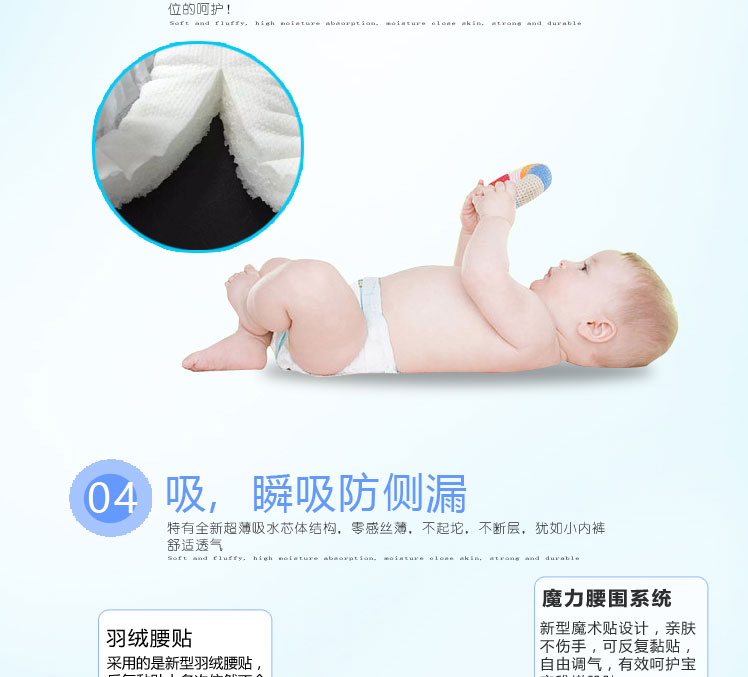 位的呵护!
Soft and fluffy, high moisture absorption, moisture close skin, strong and durable
04 吸，瞬吸防侧漏
特有全新超薄吸水芯体结构，零感丝薄，不起坨，不断层，犹如小内裤
舒适透气
Soft and fluffy, high moisture absorption, moisture close skin, strong and durable
魔力腰围系统
新型魔术贴设计，亲肤
不伤手，可反复黏贴，
自由调气，有效呵护宝
羽绒腰贴
采用的是新型羽绒腰贴，